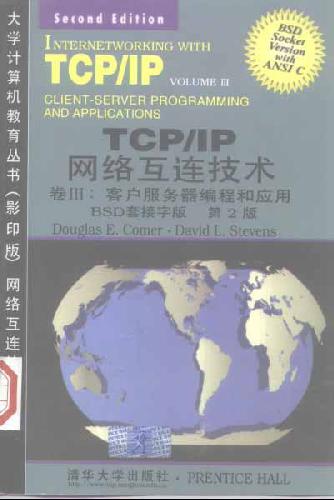 大学计算机教育丛书(影印版)
网络互连
Second Edition
INTERNETWORKING WITH
TCP/IP
VOLUME III
CLIENT-SERVER PROGRAMMING
AND APPLICATIONS
BSD
Socket
Version
with
ANSI C
TCP/IP
网络互连技术
卷III:客户服务器编程和应用
BSD套接字版 第2版
Douglas E. Comer · David L. Stevens
清华大学出版社·PRENTICE HALL